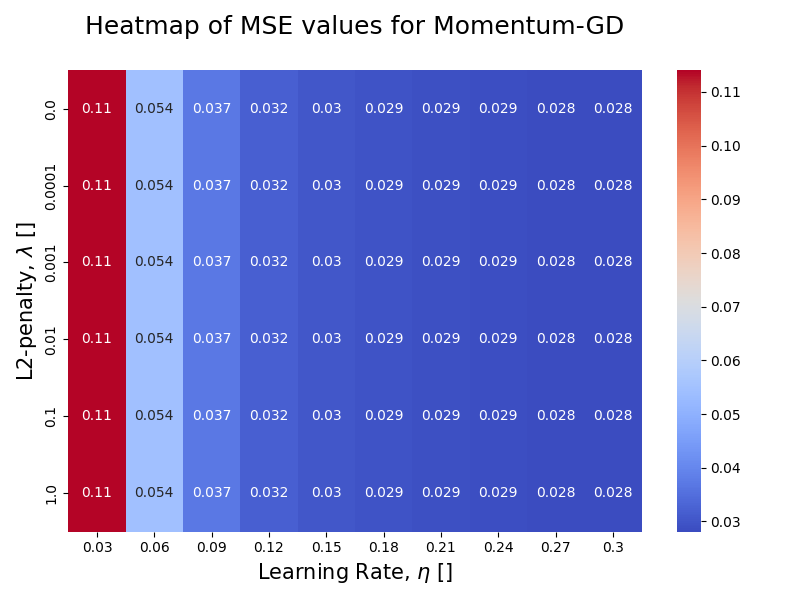 Heatmap of MSE values for Momentum-GD
L2-penalty, λ []
0.0 0.11 0.054 0.037 0.032 0.03 0.029 0.029 0.029 0.028 0.028
0.0001 0.11 0.054 0.037 0.032 0.03 0.029 0.029 0.029 0.028 0.028
0.001 0.11 0.054 0.037 0.032 0.03 0.029 0.029 0.029 0.028 0.028
0.01 0.11 0.054 0.037 0.032 0.03 0.029 0.029 0.029 0.028 0.028
0.1 0.11 0.054 0.037 0.032 0.03 0.029 0.029 0.029 0.028 0.028
1.0 0.11 0.054 0.037 0.032 0.03 0.029 0.029 0.029 0.028 0.028
0.03 0.06 0.09 0.12 0.15 0.18 0.21 0.24 0.27 0.3
Learning Rate, η []
0.11
0.10
0.09
0.08
0.07
0.06
0.05
0.04
0.03